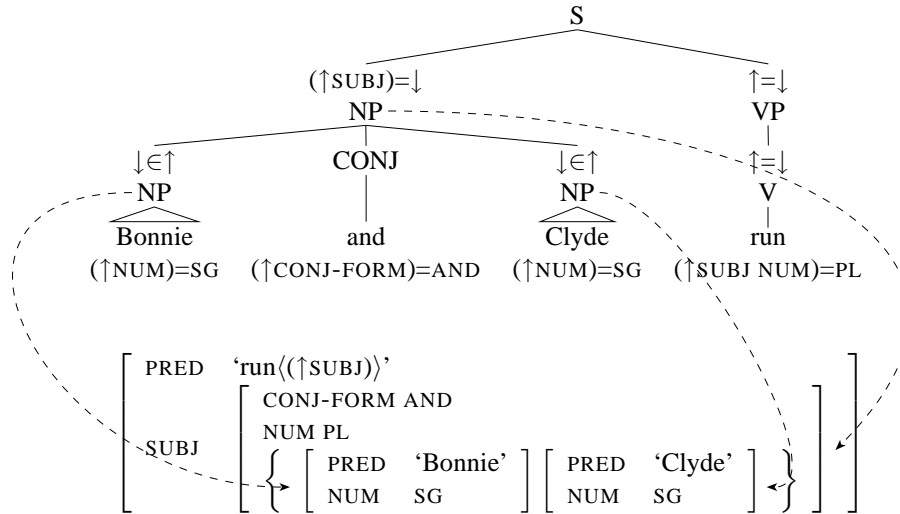 S
(↑SUBJ)=↓ ↑=↓
NP VP
↓∈↑ CONJ ↓∈↑ ↑=↓
NP NP V
Bonnie and Clyde run
(↑NUM)=SG (↑CONJ-FORM)=AND (↑NUM)=SG (↑SUBJ NUM)=PL
PRED ‘run⟨(↑SUBJ)⟩’
CONJ-FORM AND
NUM PL
SUBJ
{ [ PRED ‘Bonnie’ ] [ PRED ‘Clyde’ ] }
NUM SG NUM SG